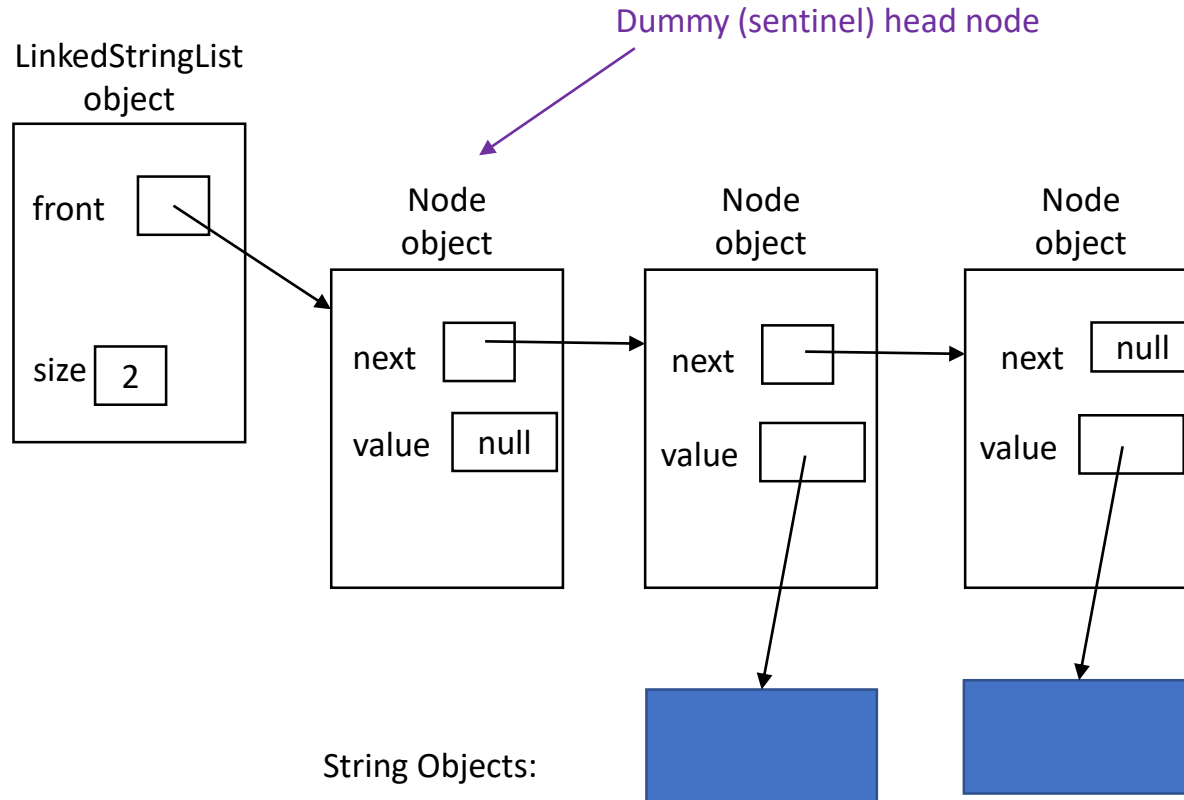 Dummy (sentinel) head node
LinkedStringList
object
front
size
2
Node
object
next
value
null
Node
object
next
value
Node
object
next
null
value
String Objects: